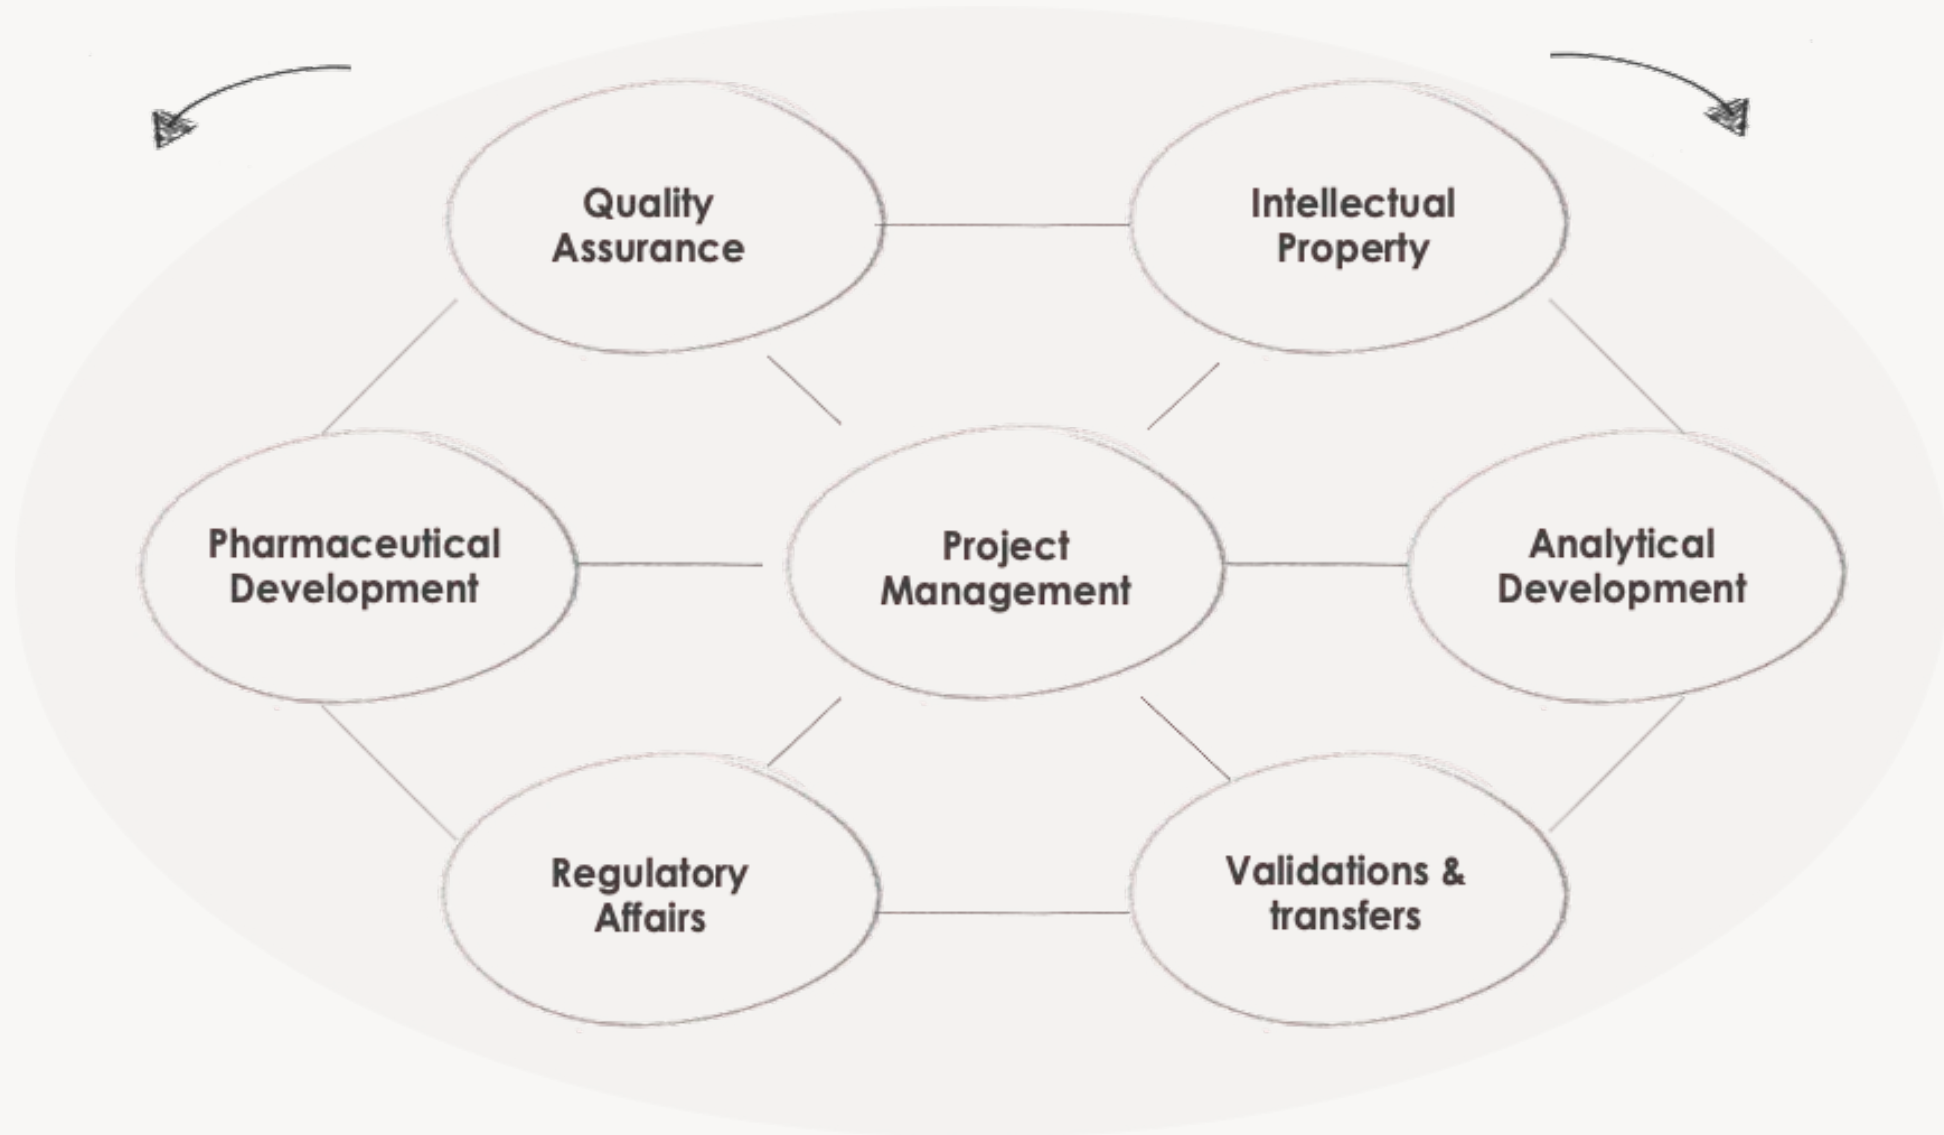 Quality
Assurance
Intellectual
Property
Pharmaceutical
Development
Project
Management
Analytical
Development
Regulatory
Affairs
Validations &
transfers